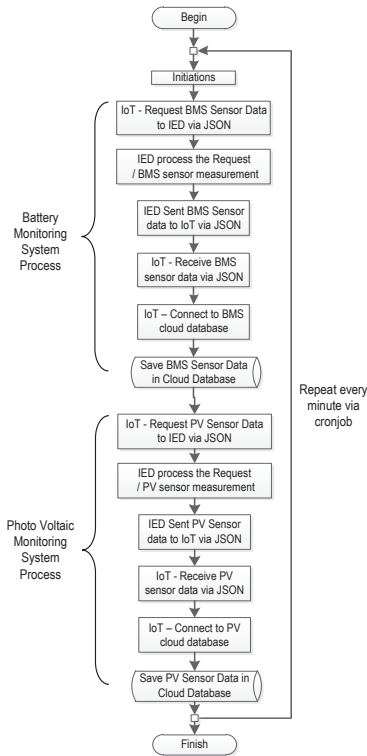 Begin
Initiations
IoT - Request BMS Sensor Data
to IED via JSON
IED process the Request
/ BMS sensor measurement
IED Sent BMS Sensor
data to IoT via JSON
IoT - Receive BMS
sensor data via JSON
IoT – Connect to BMS
cloud database
Save BMS Sensor Data
in Cloud Database
Battery
Monitoring
System
Process
IoT - Request PV Sensor Data
to IED via JSON
IED process the Request
/ PV sensor measurement
IED Sent PV Sensor
data to IoT via JSON
IoT - Receive PV
sensor data via JSON
IoT – Connect to PV
cloud database
Save PV Sensor Data in
Cloud Database
Photo Voltaic
Monitoring
System
Process
Repeat every
minute via
cronjob
Finish